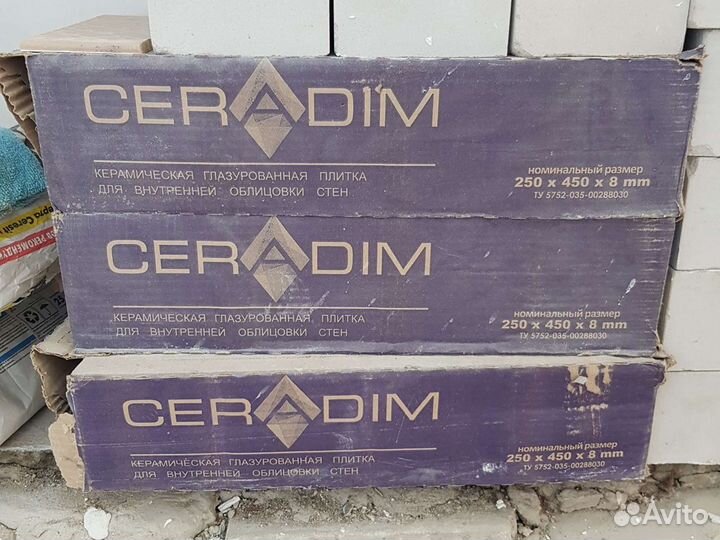 CERADIM
КЕРАМИЧЕСКАЯ ГЛАЗУРОВАННАЯ ПЛИТКА
ДЛЯ ВНУТРЕННЕЙ ОБЛИЦОВКИ СТЕН
номинальный размер
250 x 450 x 8 mm
ТУ 5752-035-00288030
CERADIM
КЕРАМИЧЕСКАЯ ГЛАЗУРОВАННАЯ ПЛИТКА
ДЛЯ ВНУТРЕННЕЙ ОБЛИЦОВКИ СТЕН
номинальный размер
250 x 450 x 8 mm
ТУ 5752-035-00288030
CERADIM
КЕРАМИЧЕСКАЯ ГЛАЗУРОВАННАЯ ПЛИТКА
ДЛЯ ВНУТРЕННЕЙ ОБЛИЦОВКИ СТЕН
номинальный размер
250 x 450 x 8 mm
ТУ 5752-035-00288030
Ceresit
Avito